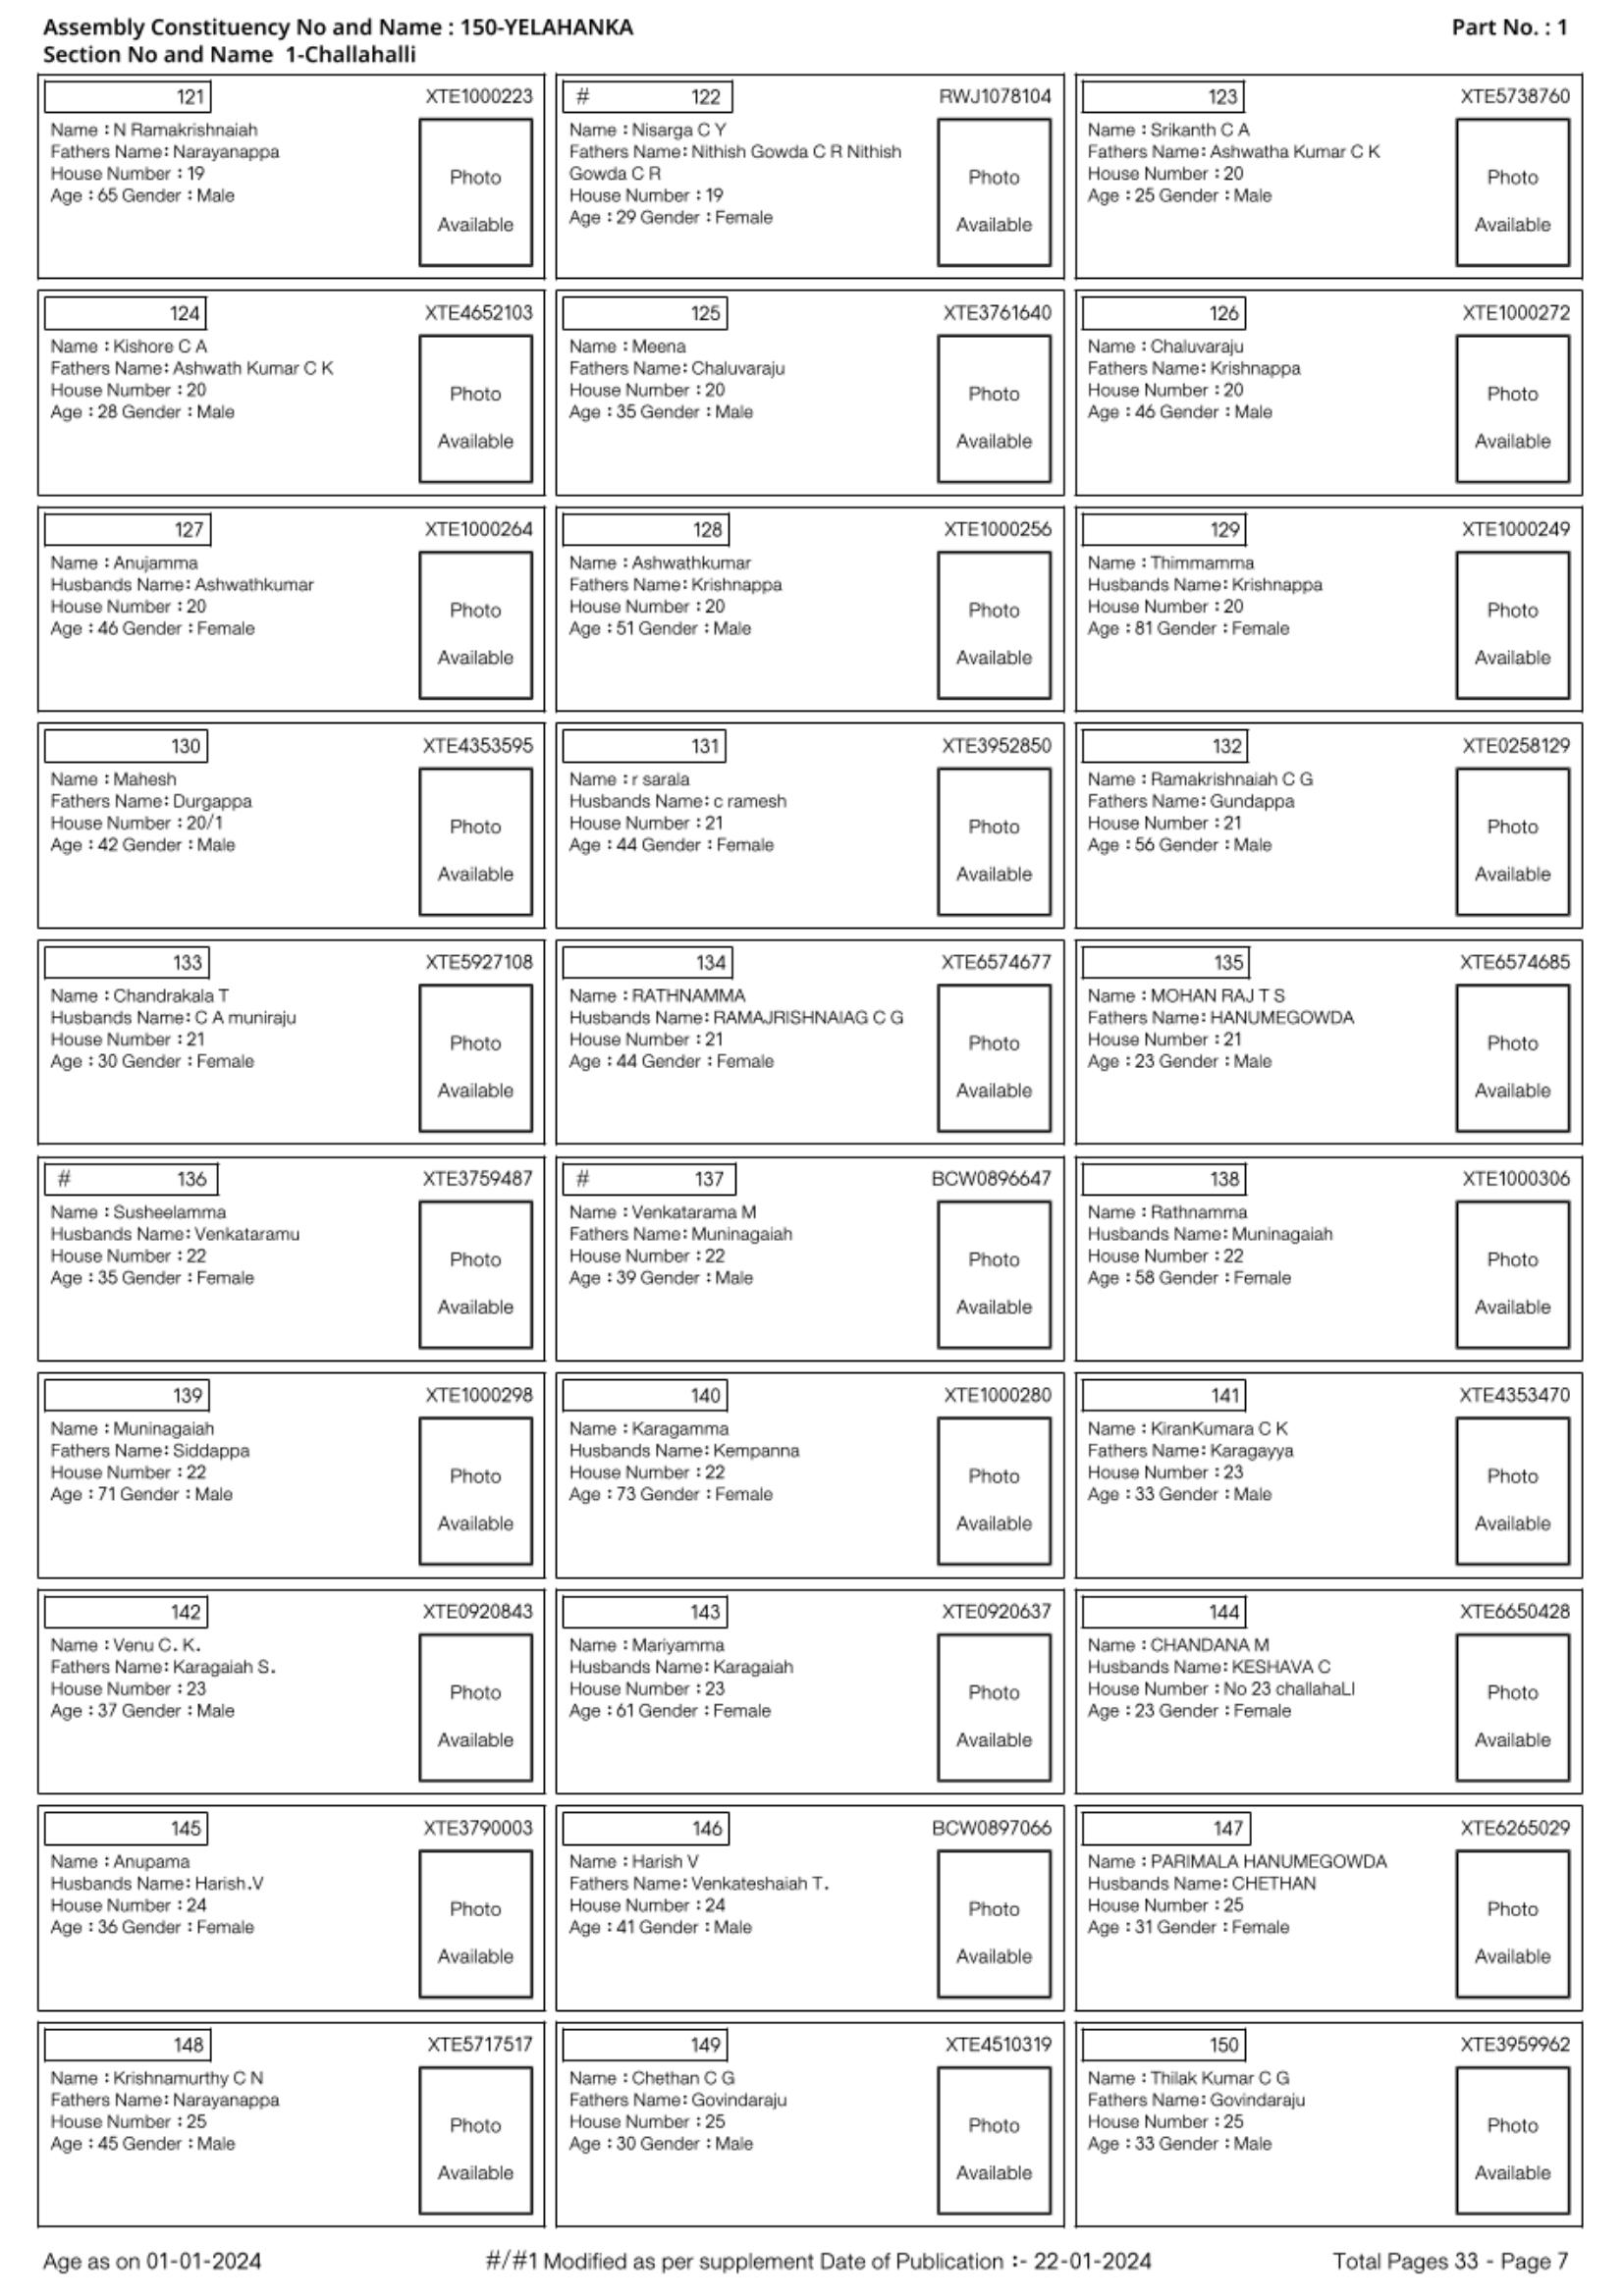 Assembly Constituency No and Name : 150-YELAHANKA Part No. : 1
Section No and Name 1-Challahalli
121 XTE1000223
Name : N Ramakrishnaiah
Fathers Name: Narayanappa
House Number : 19
Age : 65 Gender : Male
Photo
Available
# 122 RWJ1078104
Name : Nisarga C Y
Fathers Name: Nithish Gowda C R Nithish
Gowda C R
House Number : 19
Age : 29 Gender : Female
Photo
Available
123 XTE5738760
Name : Srikanth C A
Fathers Name: Ashwatha Kumar C K
House Number : 20
Age : 25 Gender : Male
Photo
Available
124 XTE4652103
Name : Kishore C A
Fathers Name: Ashwath Kumar C K
House Number : 20
Age : 28 Gender : Male
Photo
Available
125 XTE3761640
Name : Meena
Fathers Name: Chaluvaraju
House Number : 20
Age : 35 Gender : Male
Photo
Available
126 XTE1000272
Name : Chaluvaraju
Fathers Name: Krishnappa
House Number : 20
Age : 46 Gender : Male
Photo
Available
127 XTE1000264
Name : Anujamma
Husbands Name: Ashwathkumar
House Number : 20
Age : 46 Gender : Female
Photo
Available
128 XTE1000256
Name : Ashwathkumar
Fathers Name: Krishnappa
House Number : 20
Age : 51 Gender : Male
Photo
Available
129 XTE1000249
Name : Thimmamma
Husbands Name: Krishnappa
House Number : 20
Age : 81 Gender : Female
Photo
Available
130 XTE4353595
Name : Mahesh
Fathers Name: Durgappa
House Number : 20/1
Age : 42 Gender : Male
Photo
Available
131 XTE3952850
Name : r sarala
Husbands Name: c ramesh
House Number : 21
Age : 44 Gender : Female
Photo
Available
132 XTE0258129
Name : Ramakrishnaiah C G
Fathers Name: Gundappa
House Number : 21
Age : 56 Gender : Male
Photo
Available
133 XTE5927108
Name : Chandrakala T
Husbands Name: C A muniraju
House Number : 21
Age : 30 Gender : Female
Photo
Available
134 XTE6574677
Name : RATHNAMMA
Husbands Name: RAMAJRISHNAIAG C G
House Number : 21
Age : 44 Gender : Female
Photo
Available
135 XTE6574685
Name : MOHAN RAJ T S
Fathers Name: HANUMEGOWDA
House Number : 21
Age : 23 Gender : Male
Photo
Available
# 136 XTE3759487
Name : Susheelamma
Husbands Name: Venkataramu
House Number : 22
Age : 35 Gender : Female
Photo
Available
# 137 BCW0896647
Name : Venkatarama M
Fathers Name: Muninagaiah
House Number : 22
Age : 39 Gender : Male
Photo
Available
138 XTE1000306
Name : Rathnamma
Husbands Name: Muninagaiah
House Number : 22
Age : 58 Gender : Female
Photo
Available
139 XTE1000298
Name : Muninagaiah
Fathers Name: Siddappa
House Number : 22
Age : 71 Gender : Male
Photo
Available
140 XTE1000280
Name : Karagamma
Husbands Name: Kempanna
House Number : 22
Age : 73 Gender : Female
Photo
Available
141 XTE4353470
Name : KiranKumara C K
Fathers Name: Karagayya
House Number : 23
Age : 33 Gender : Male
Photo
Available
142 XTE0920843
Name : Venu C. K.
Fathers Name: Karagaiah S.
House Number : 23
Age : 37 Gender : Male
Photo
Available
143 XTE0920637
Name : Mariyamma
Husbands Name: Karagaiah
House Number : 23
Age : 61 Gender : Female
Photo
Available
144 XTE6650428
Name : CHANDANA M
Husbands Name: KESHAVA C
House Number : No 23 challahaLl
Age : 23 Gender : Female
Photo
Available
145 XTE3790003
Name : Anupama
Husbands Name: Harish.V
House Number : 24
Age : 36 Gender : Female
Photo
Available
146 BCW0897066
Name : Harish V
Fathers Name: Venkateshaiah T.
House Number : 24
Age : 41 Gender : Male
Photo
Available
147 XTE6265029
Name : PARIMALA HANUMEGOWDA
Husbands Name: CHETHAN
House Number : 25
Age : 31 Gender : Female
Photo
Available
148 XTE5717517
Name : Krishnamurthy C N
Fathers Name: Narayanappa
House Number : 25
Age : 45 Gender : Male
Photo
Available
149 XTE4510319
Name : Chethan C G
Fathers Name: Govindaraju
House Number : 25
Age : 30 Gender : Male
Photo
Available
150 XTE3959962
Name : Thilak Kumar C G
Fathers Name: Govindaraju
House Number : 25
Age : 33 Gender : Male
Photo
Available
Age as on 01-01-2024 #/#1 Modified as per supplement Date of Publication :- 22-01-2024 Total Pages 33 - Page 7